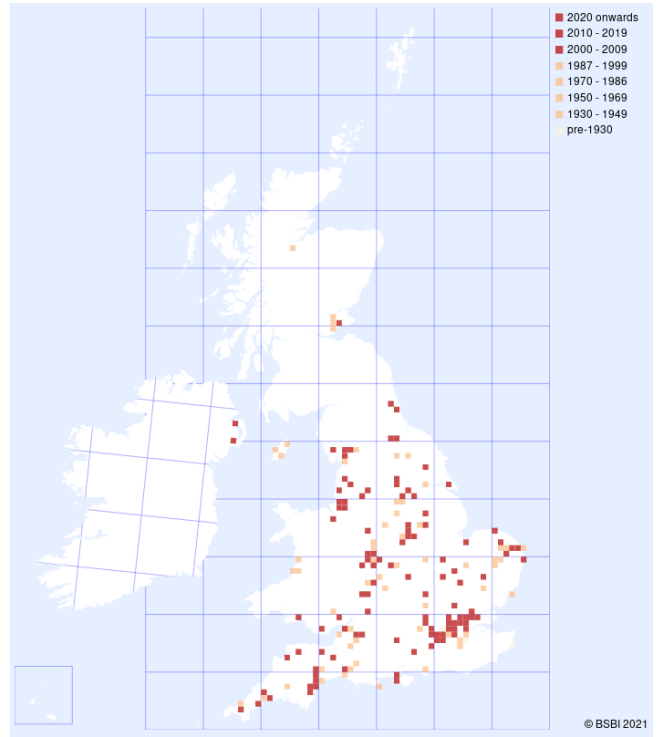 2020 onwards
2010 - 2019
2000 - 2009
1987 - 1999
1970 - 1986
1950 - 1969
1930 - 1949
pre-1930
© BSBI 2021